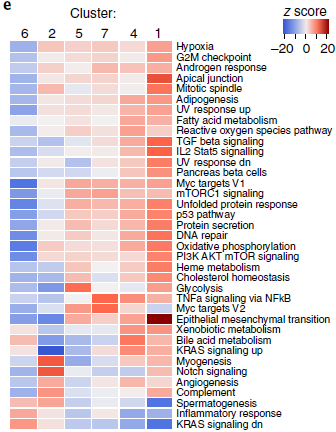 e
Cluster:
z score
−20 0 20
6 2 5 7 4 1
Hypoxia
G2M checkpoint
Androgen response
Apical junction
Mitotic spindle
Adipogenesis
UV response up
Fatty acid metabolism
Reactive oxygen species pathway
TGF beta signaling
IL2 Stat5 signalling
UV response dn
Pancreas beta cells
Myc targets V1
mTORC1 signaling
Unfolded protein response
p53 pathway
Protein secretion
DNA repair
Oxidative phosphorylation
PI3K AKT mTOR signaling
Heme metabolism
Cholesterol homeostasis
Glycolysis
TNFa signaling via NFkB
Myc targets V2
Epithelial mesenchymal transition
Xenobiotic metabolism
Bile acid metabolism
KRAS signaling up
Myogenesis
Notch signaling
Angiogenesis
Complement
Spermatogenesis
Inflammatory response
KRAS signaling dn